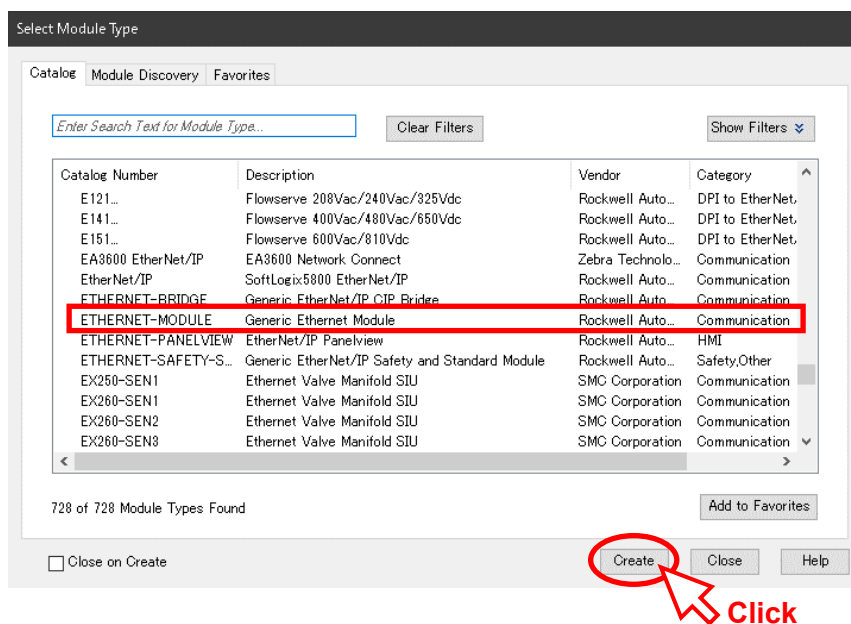 Select Module Type
Catalog Module Discovery Favorites
Enter Search Text for Module Type... Clear Filters Show Filters
Catalog Number Description Vendor Category
E121... Flowserve 208Vac/240Vac/325Vdc Rockwell Auto... DPI to EtherNet/
E141... Flowserve 400Vac/480Vac/650Vdc Rockwell Auto... DPI to EtherNet/
E151... Flowserve 600Vac/810Vdc Rockwell Auto... DPI to EtherNet/
EA3600 EtherNet/IP EA3600 Network Connect Zebra Technolo... Communication
EtherNet/IP SoftLogix5800 EtherNet/IP Rockwell Auto... Communication
ETHERNET-BRIDGE Generic EtherNet/IP CIP Bridge Rockwell Auto... Communication
ETHERNET-MODULE Generic Ethernet Module Rockwell Auto... Communication
ETHERNET-PANELVIEW EtherNet/IP Panelview Rockwell Auto... HMI
ETHERNET-SAFETY-S... Generic EtherNet/IP Safety and Standard Module Rockwell Auto... Safety,Other
EX250-SEN1 Ethernet Valve Manifold SIU SMC Corporation Communication
EX260-SEN1 Ethernet Valve Manifold SIU SMC Corporation Communication
EX260-SEN2 Ethernet Valve Manifold SIU SMC Corporation Communication
EX260-SEN3 Ethernet Valve Manifold SIU SMC Corporation Communication
728 of 728 Module Types Found Add to Favorites
Close on Create Create Close Help
Click